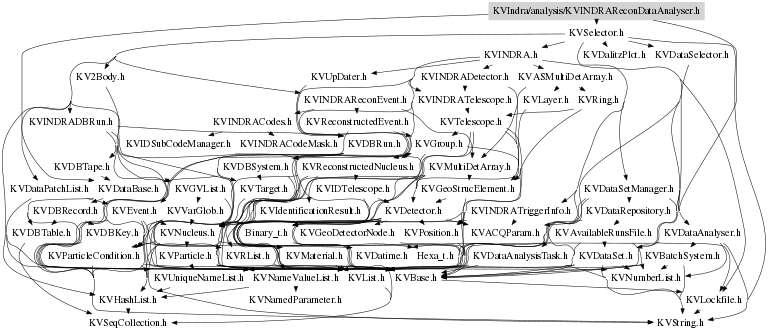 KVIndra/analysis/KVINDRAReconDataAnalyser.h
KVSelector.h
KVINDRA.h KVDalitzPlot.h KVDataSelector.h
KV2Body.h KVUpDater.h KVINDRADetector.h KVASMultiDetArray.h
KVINDRAReconEvent.h KVINDRATelescope.h KVLayer.h KVRing.h
KVINDRADBRun.h KVINDRACodes.h KVReconstructedEvent.h KVTelescope.h
KVIDSubCodeManager.h KVINDRACodeMask.h KVDBRun.h KVGroup.h
KVDBTape.h KVDBSystem.h KVReconstructedNucleus.h KVMultiDetArray.h
KVDataPatchList.h KVDataBase.h KVGVList.h KVTarget.h KVIDTelescope.h KVGeoStrucElement.h KVDataSetManager.h
KVDBRecord.h KVEvent.h KVVarGlob.h KVIdentificationResult.h KVDetector.h KVINDRATriggerInfo.h KVDataRepository.h
KVDBTable.h KVDBKey.h KVNucleus.h Binary_t.h KVGeoDetectorNode.h KVPosition.h KVACQParam.h KVAvailableRunsFile.h KVDataAnalyser.h
KVParticleCondition.h KVParticle.h KVRList.h KVMaterial.h KVDatime.h Hexa_t.h KVDataAnalysisTask.h KVDataSet.h KVBatchSystem.h
KVUniqueNameList.h KVNameValueList.h KVList.h KVBase.h KVNumberList.h
KVHashList.h KVNamedParameter.h KVLockfile.h
KVSeqCollection.h KVString.h